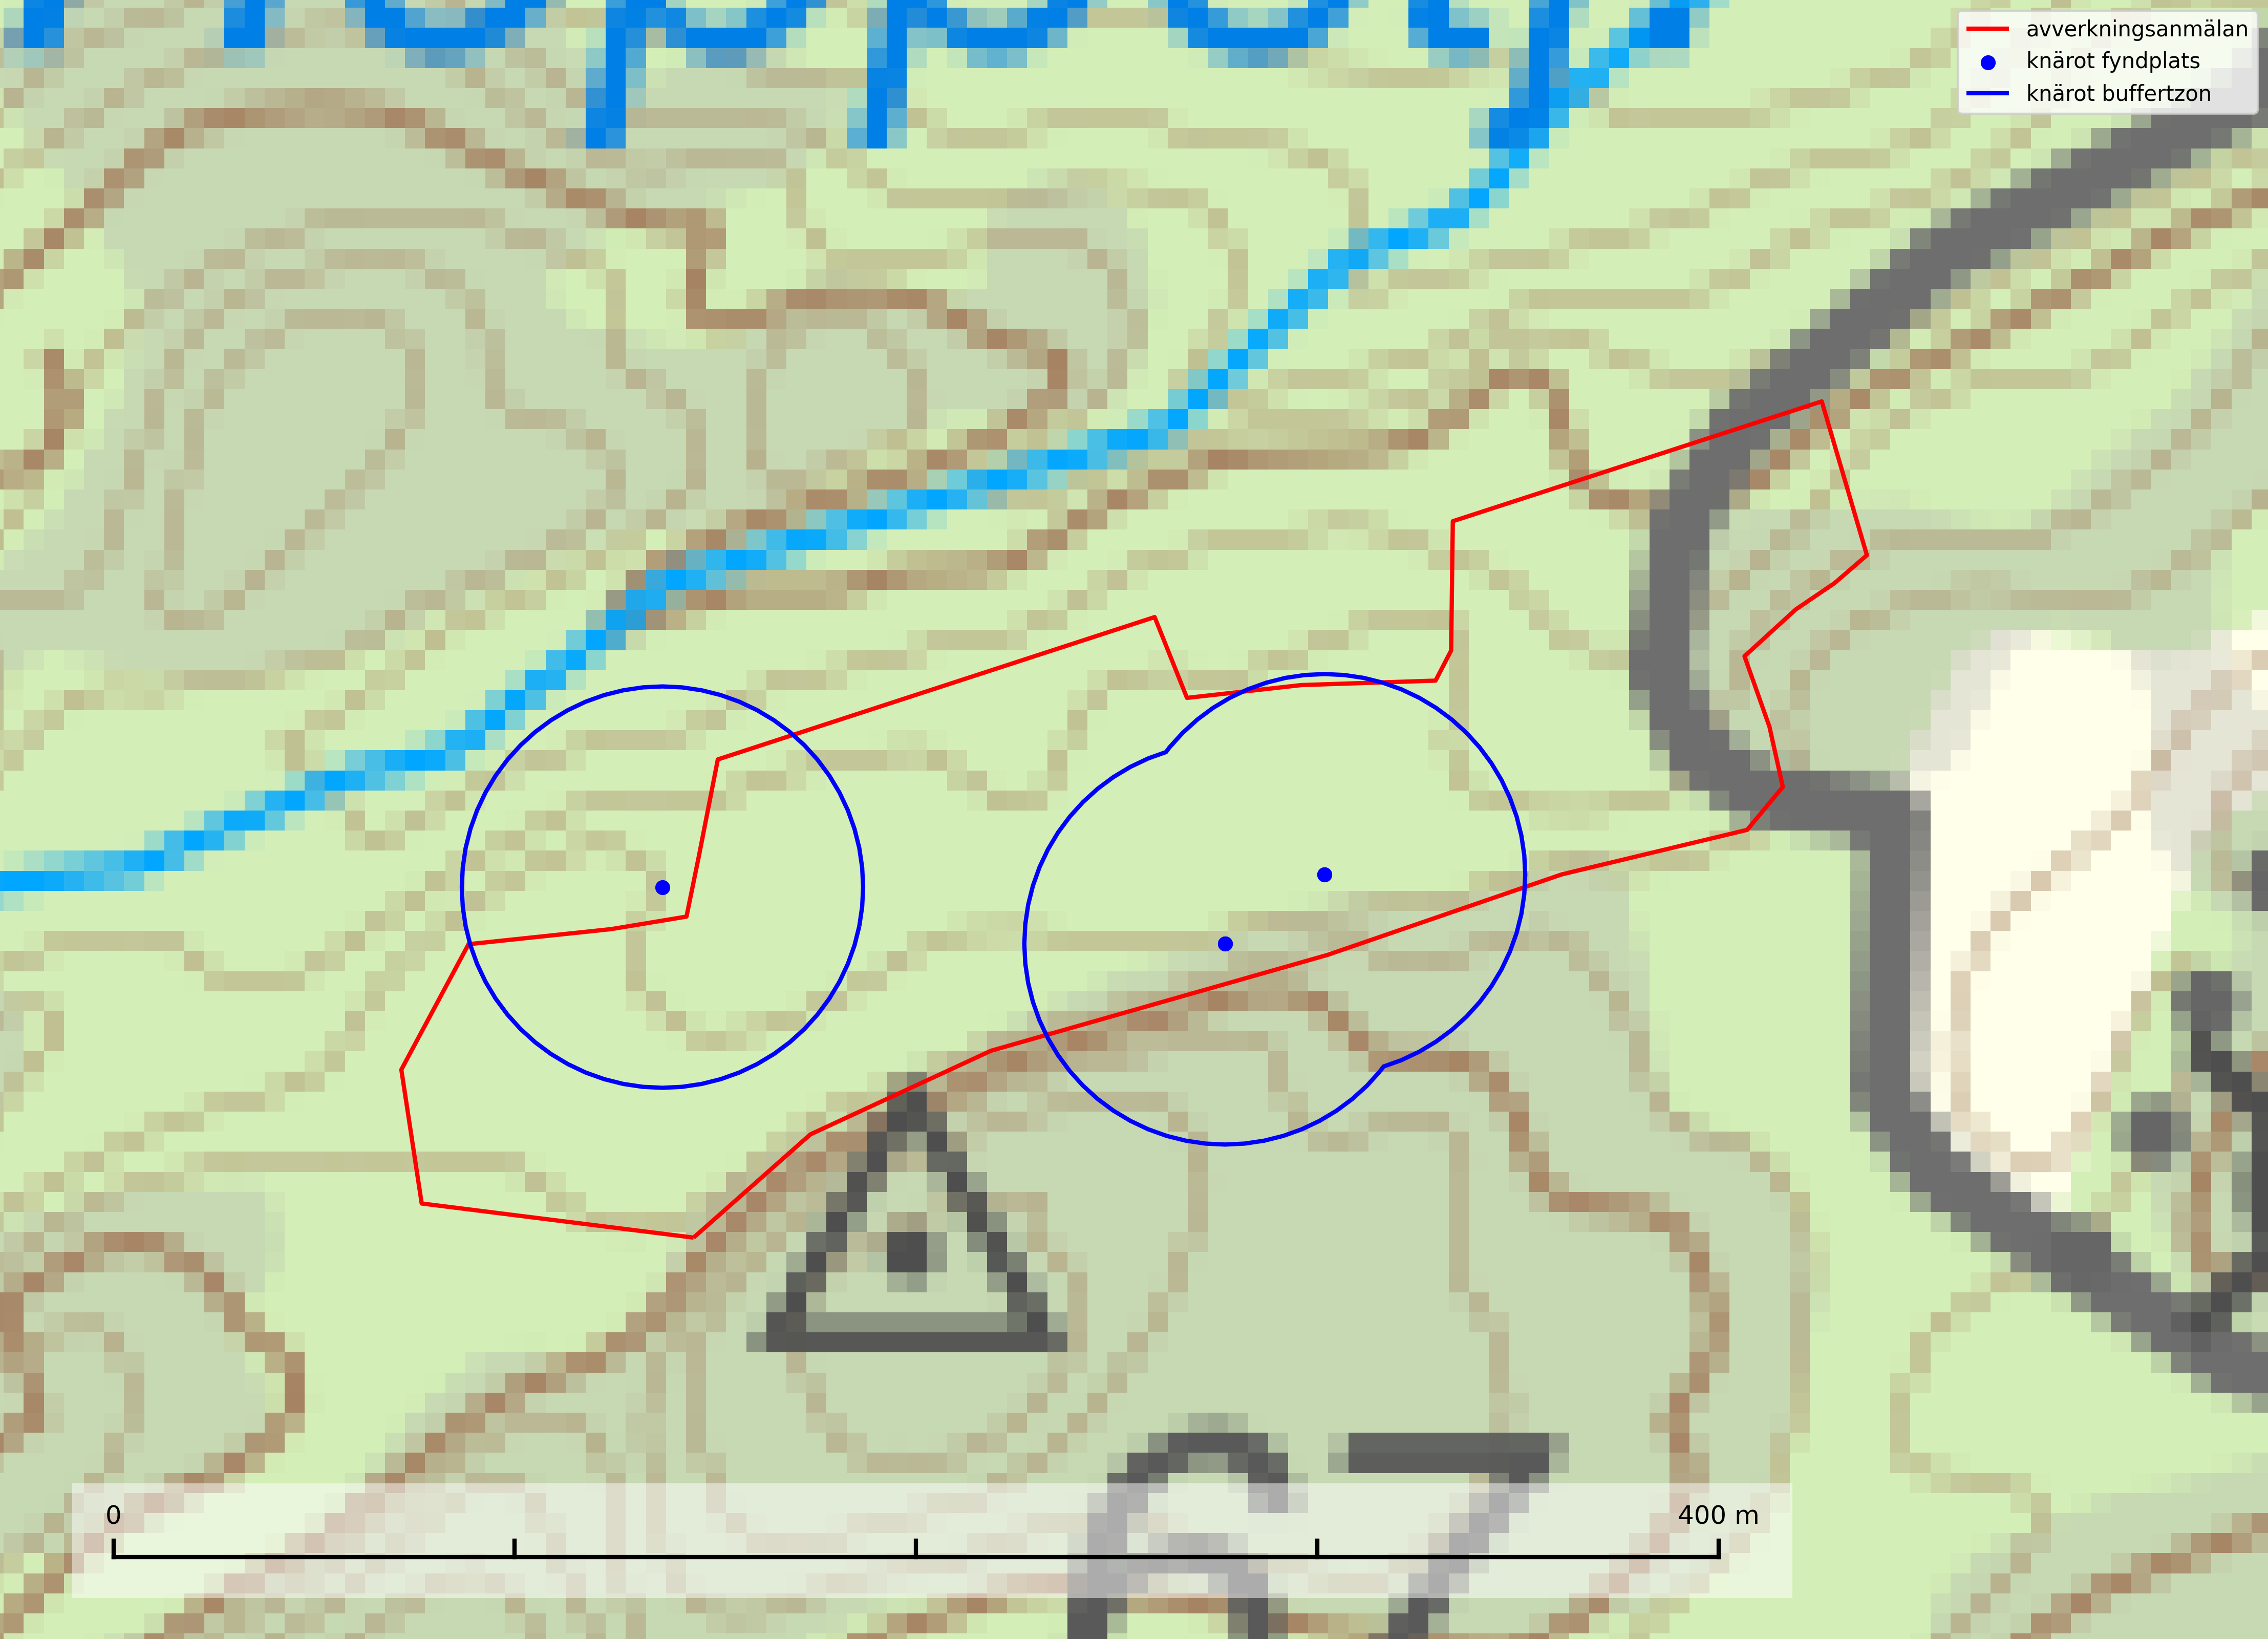 avverkningsanmälan
knärot fyndplats
knärot buffertzon
0
400 m